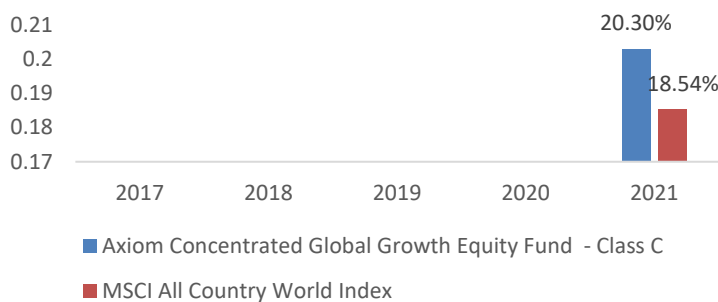 0.21
0.2
0.19
0.18
0.17
20.30%
18.54%
2017 2018 2019 2020 2021
Axiom Concentrated Global Growth Equity Fund - Class C
MSCI All Country World Index